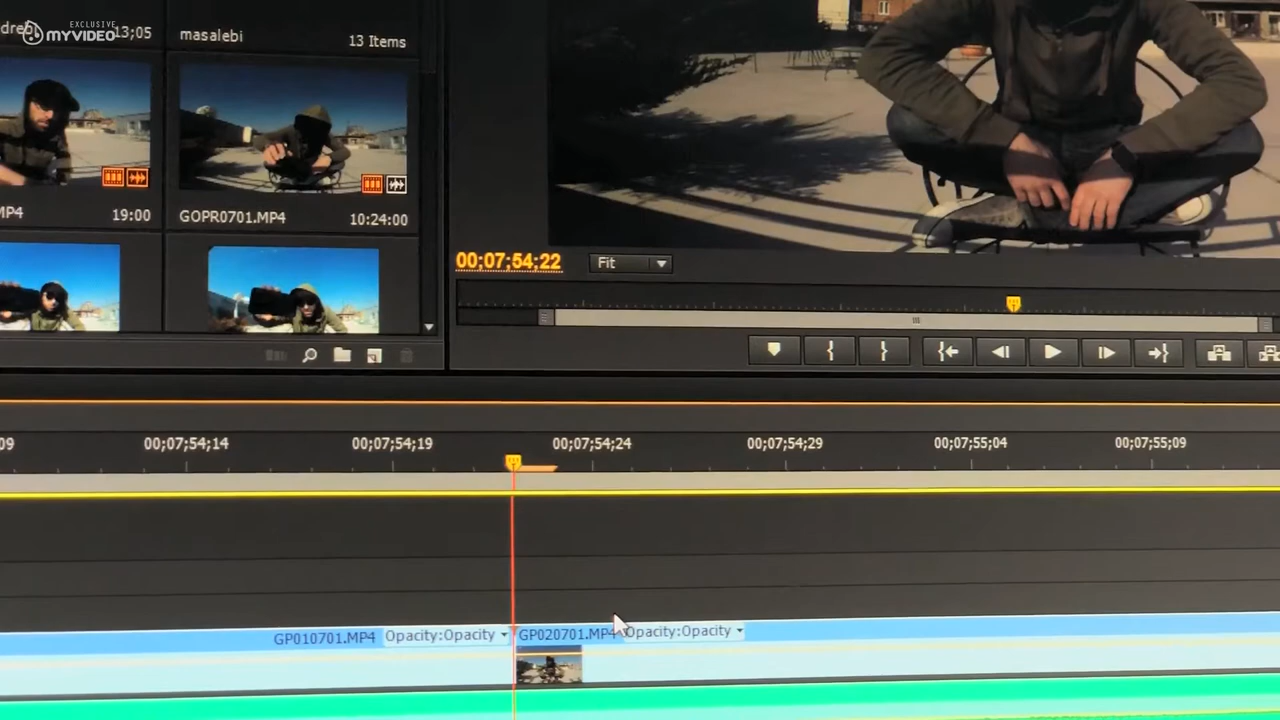 EXCLUSIVE
MYVIDEO
13;05
masalebi
13 Items
MP4
19:00
GOPR0701.MP4
10:24:00
00:07;54;22
Fit
09
00;07;54;14
00;07;54;19
00;07;54;24
00;07;54;29
00;07;55;04
00;07;55;09
GP010701.MP4
Opacity:Opacity
GP020701.MP4
Opacity:Opacity